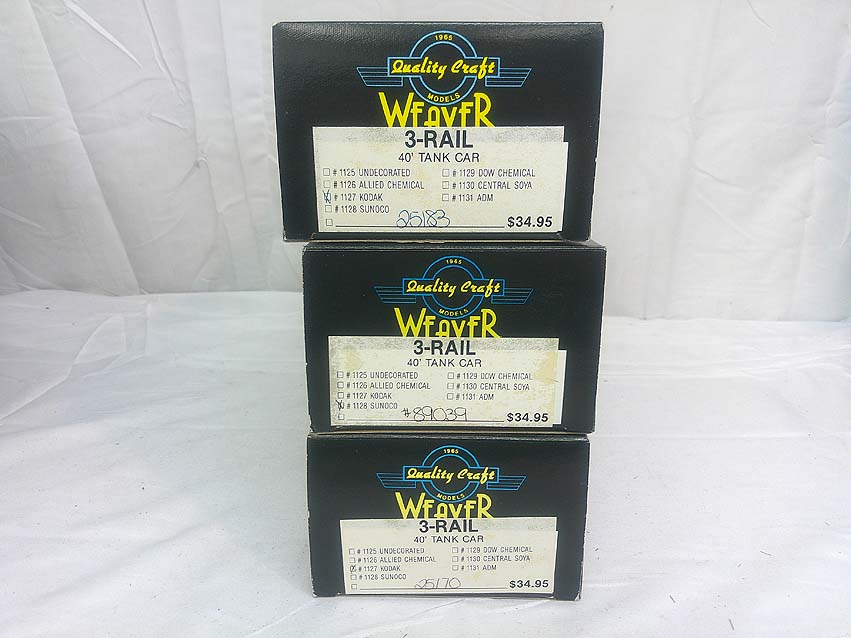 1965
Quality Craft
MODELS
WEAVER
3-RAIL
40' TANK CAR
# 1125 UNDECORATED
# 1126 ALLIED CHEMICAL
# 1127 KODAK
# 1128 SUNOCO
# 1129 DOW CHEMICAL
# 1130 CENTRAL SOYA
# 1131 ADM
25183
$34.95
1965
Quality Craft
MODELS
WEAVER
3-RAIL
40' TANK CAR
# 1125 UNDECORATED
# 1126 ALLIED CHEMICAL
# 1127 KODAK
# 1128 SUNOCO
# 1129 DOW CHEMICAL
# 1130 CENTRAL SOYA
# 1131 ADM
#89039
$34.95
1965
Quality Craft
MODELS
WEAVER
3-RAIL
40' TANK CAR
# 1125 UNDECORATED
# 1126 ALLIED CHEMICAL
# 1127 KODAK
# 1128 SUNOCO
# 1129 DOW CHEMICAL
# 1130 CENTRAL SOYA
# 1131 ADM
25170
$34.95